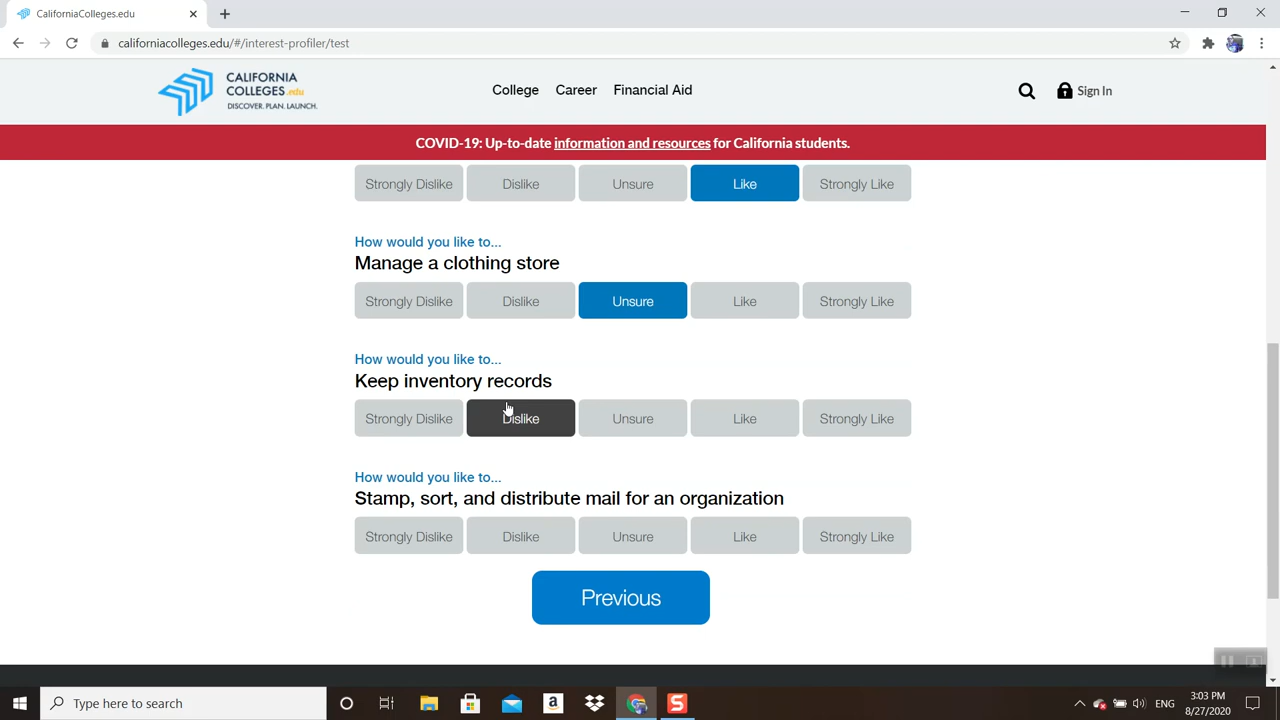 CaliforniaColleges.edu
californiacolleges.edu/#/interest-profiler/test
CALIFORNIA
COLLEGES.edu
DISCOVER. PLAN. LAUNCH.
College Career Financial Aid
Sign In
COVID-19: Up-to-date information and resources for California students.
Strongly Dislike Dislike Unsure Like Strongly Like
How would you like to...
Manage a clothing store
Strongly Dislike Dislike Unsure Like Strongly Like
How would you like to...
Keep inventory records
Strongly Dislike Dislike Unsure Like Strongly Like
How would you like to...
Stamp, sort, and distribute mail for an organization
Strongly Dislike Dislike Unsure Like Strongly Like
Previous
Type here to search
a
S
ENG
3:03 PM
8/27/2020